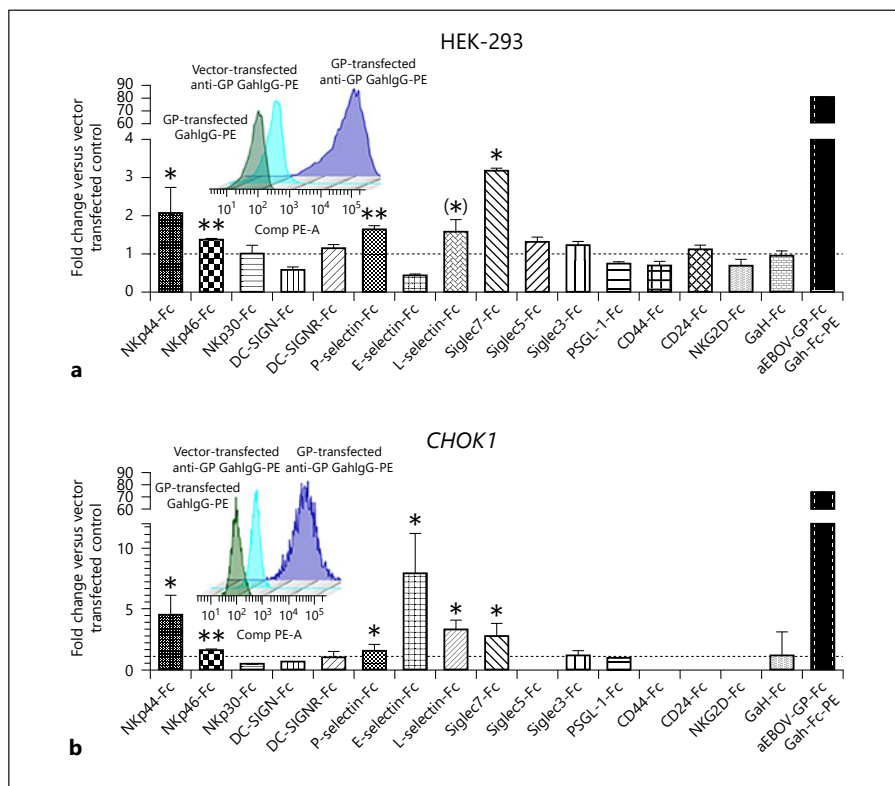 HEK-293
Fold change versus vector
transfected control
90
80
70
60
4
3
2
1
0
Vector-transfected
anti-GP GahIgG-PE
GP-transfected
anti-GP GahIgG-PE
GP-transfected
GahIgG-PE
10¹ 10² 10³ 10⁴ 10⁵
Comp PE-A
*
**
**
(*)
*
NKp44-Fc
NKp46-Fc
NKp30-Fc
DC-SIGN-Fc
DC-SIGNR-Fc
P-selectin-Fc
E-selectin-Fc
L-selectin-Fc
Siglec7-Fc
Siglec5-Fc
Siglec3-Fc
PSGL-1-Fc
CD44-Fc
CD24-Fc
NKG2D-Fc
GaH-Fc
aEBOV-GP-Fc
Gah-Fc-PE
a
CHOK1
Fold change versus vector
transfected control
90
80
70
60
10
5
0
Vector-transfected
anti-GP GahIgG-PE
GP-transfected
anti-GP GahIgG-PE
GP-transfected
GahIgG-PE
10¹ 10² 10³ 10⁴ 10⁵
Comp PE-A
*
**
*
*
*
*
NKp44-Fc
NKp46-Fc
NKp30-Fc
DC-SIGN-Fc
DC-SIGNR-Fc
P-selectin-Fc
E-selectin-Fc
L-selectin-Fc
Siglec7-Fc
Siglec5-Fc
Siglec3-Fc
PSGL-1-Fc
CD44-Fc
CD24-Fc
NKG2D-Fc
GaH-Fc
aEBOV-GP-Fc
Gah-Fc-PE
b